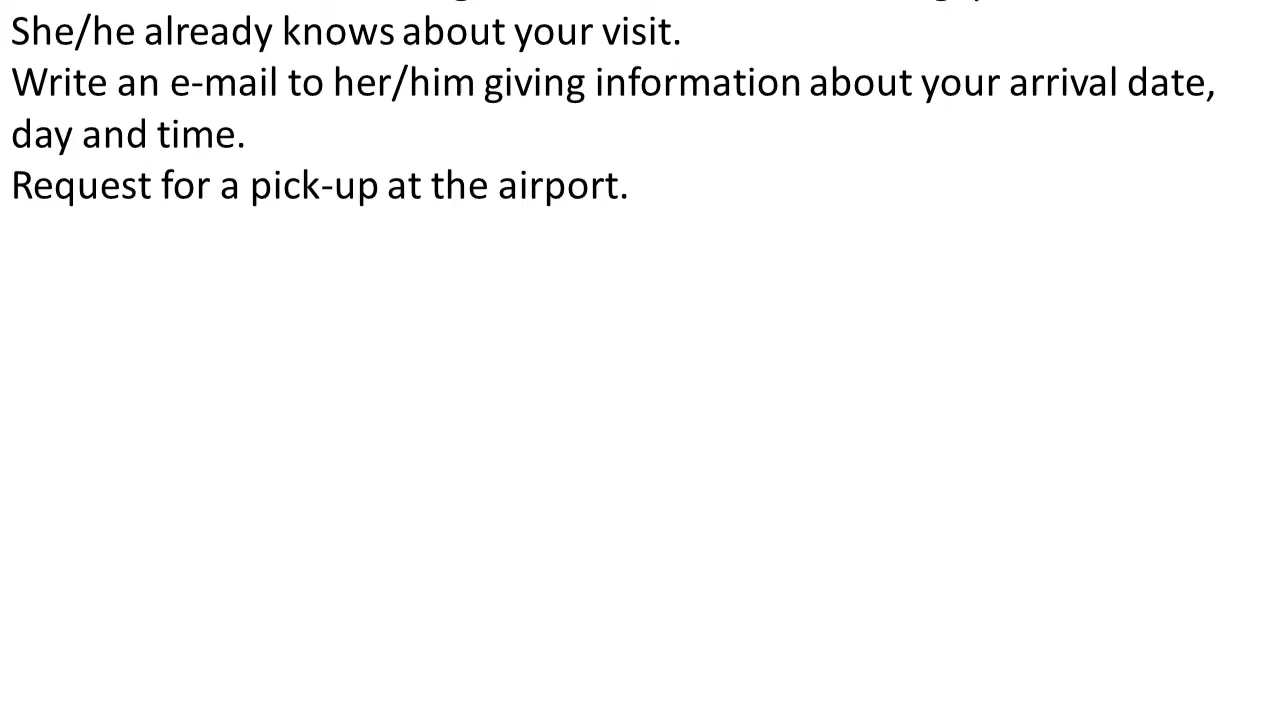 She/he already knows about your visit.
Write an e-mail to her/him giving information about your arrival date,
day and time.
Request for a pick-up at the airport.